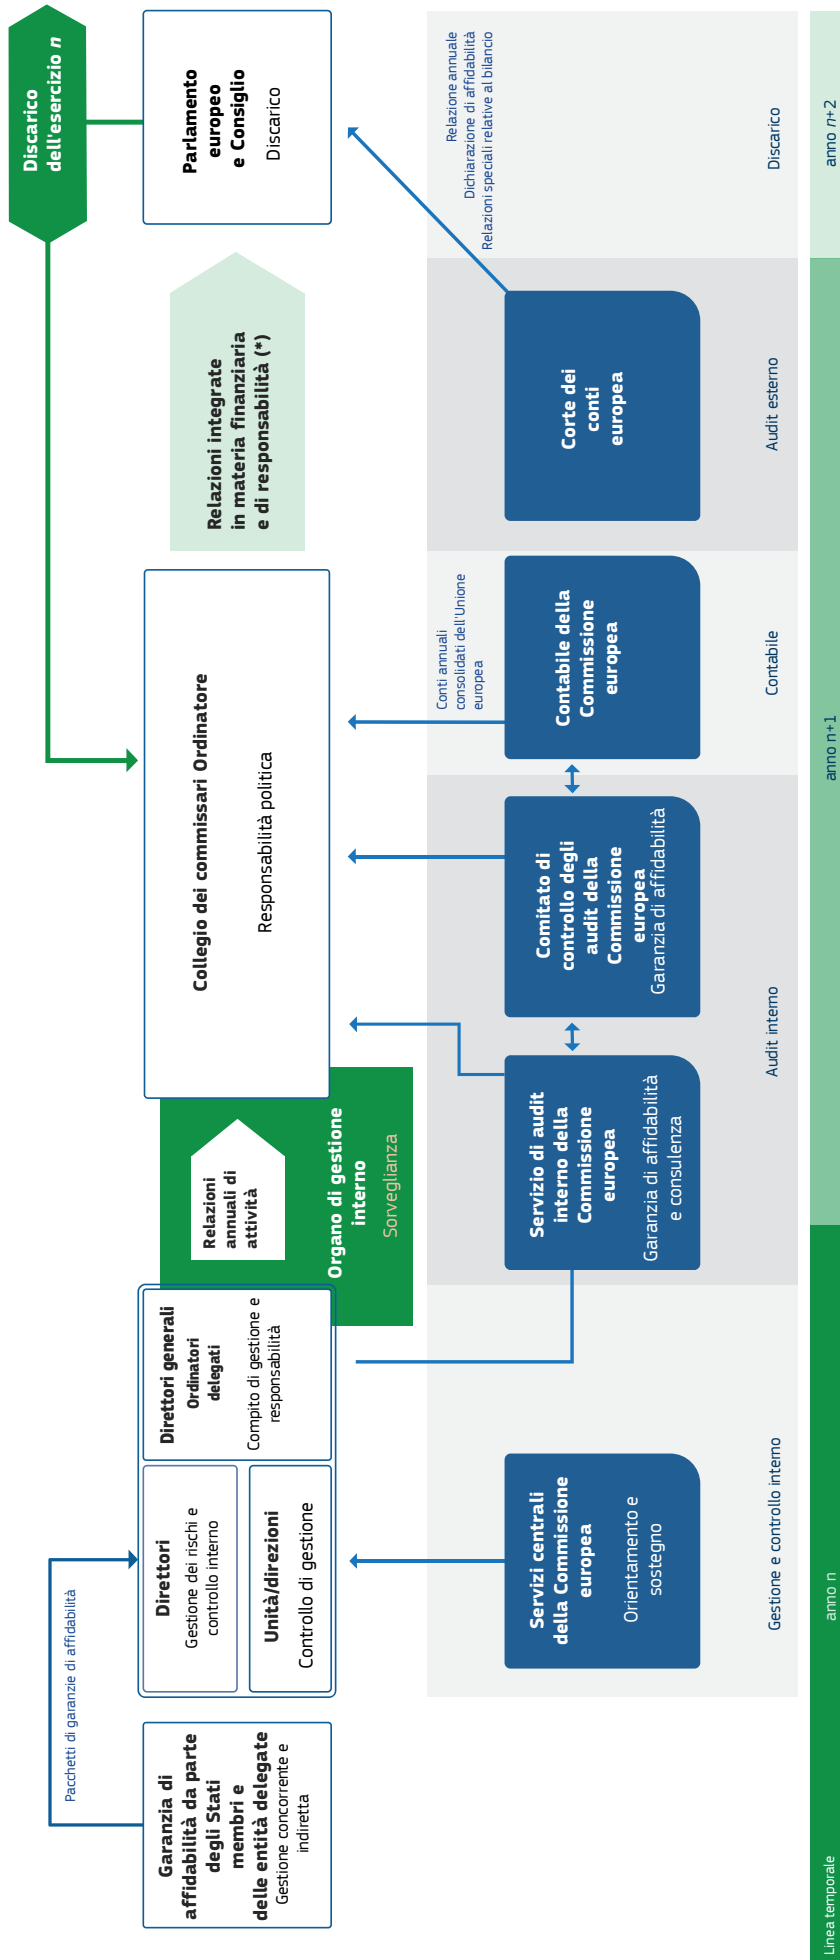 Discarico
dell'esercizio n
Garanzia di
affidabilità da parte
degli Stati
membri e
delle entità delegate
Gestione concorrente e
indiretta
Pacchetti di garanzie di affidabilità
Direttori
Gestione dei rischi e
controllo interno
Unità/direzioni
Controllo di gestione
Direttori generali
Ordinatori
delegati
Compito di gestione e
responsabilità
Relazioni
annuali di
attività
Organo di gestione
interno
Sorveglianza
Collegio dei commissari Ordinatore
Responsabilità politica
Relazioni integrate
in materia finanziaria
e di responsabilità (*)
Parlamento
europeo
e Consiglio
Discarico
Servizi centrali
della Commissione
europea
Orientamento e
sostegno
Servizio di audit
interno della
Commissione
europea
Garanzia di affidabilità
e consulenza
Comitato di
controllo degli
audit della
Commissione
europea
Garanzia di affidabilità
Conti annuali
consolidati dell'Unione
europea
Contabile della
Commissione
europea
Corte dei
conti
europea
Relazione annuale
Dichiarazione di affidabilità
Relazioni speciali relative al bilancio
Gestione e controllo interno
Audit interno
Contabile
Audit esterno
Discarico
Linea temporale
anno n
anno n+1
anno n+2